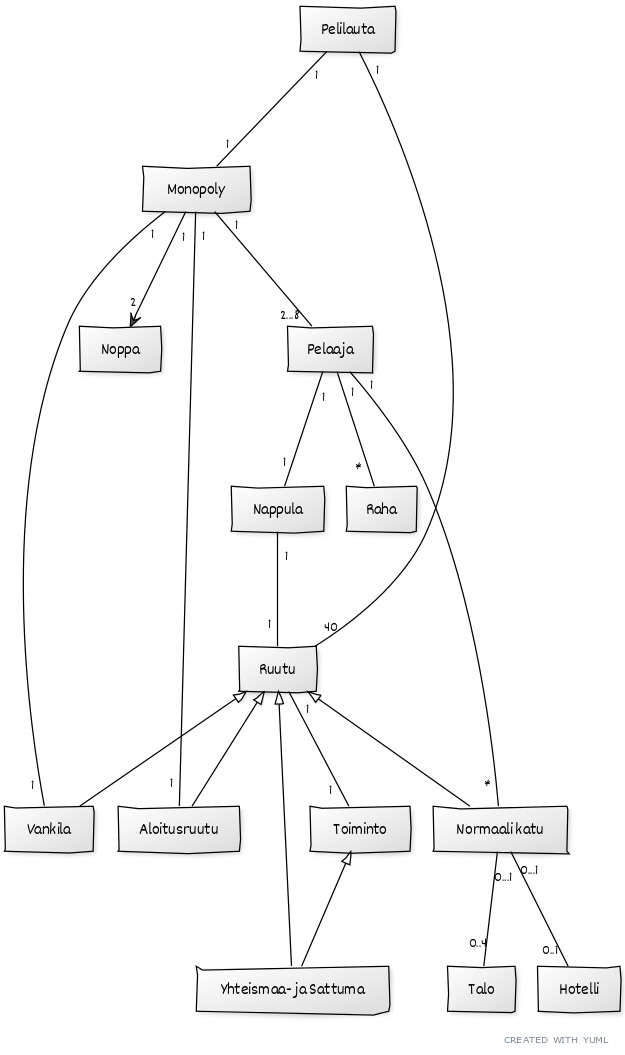 Pelilauta
1 1
1
Monopoly
1 1 1 1
2 2...8
Noppa Pelaaja
1 1 1
1 *
Nappula Raha
1
1 40
Ruutu
1
1 1 1 *
Vankila Aloitusruutu Toiminto Normaalikatu
0...1 0...1
0...4 0...1
Yhteismaa- ja Sattuma Talo Hotelli
CREATED WITH YUML